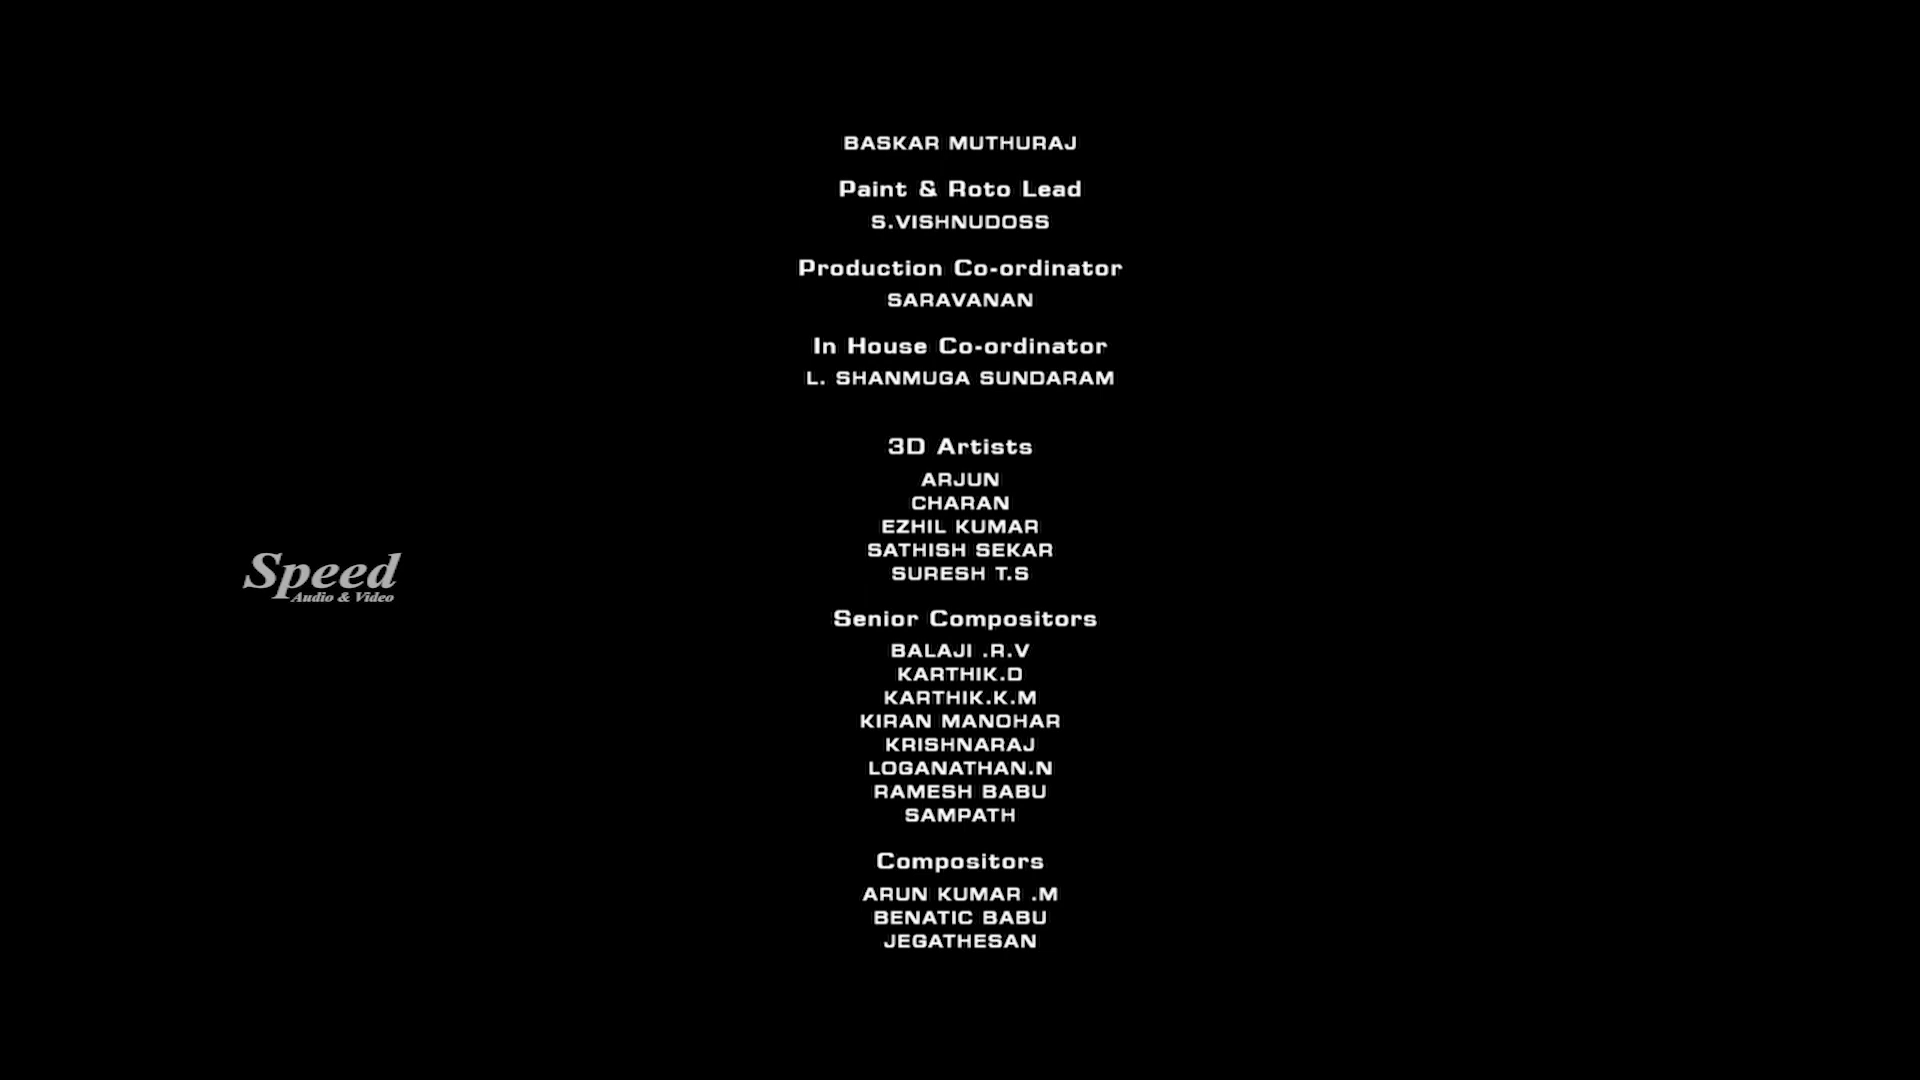 BASKAR MUTHURAJ
Paint & Roto Lead
S.VISHNUDOSS
Production Co-ordinator
SARAVANAN
In House Co-ordinator
L. SHANMUGA SUNDARAM
3D Artists
ARJUN
CHARAN
EZHIL KUMAR
SATHISH SEKAR
SURESH T.S
Speed
Audio & Video
Senior Compositors
BALAJI .R.V
KARTHIK.D
KARTHIK.K.M
KIRAN MANOHAR
KRISHNARAJ
LOGANATHAN.N
RAMESH BABU
SAMPATH
Compositors
ARUN KUMAR .M
BENATIC BABU
JEGATHESAN